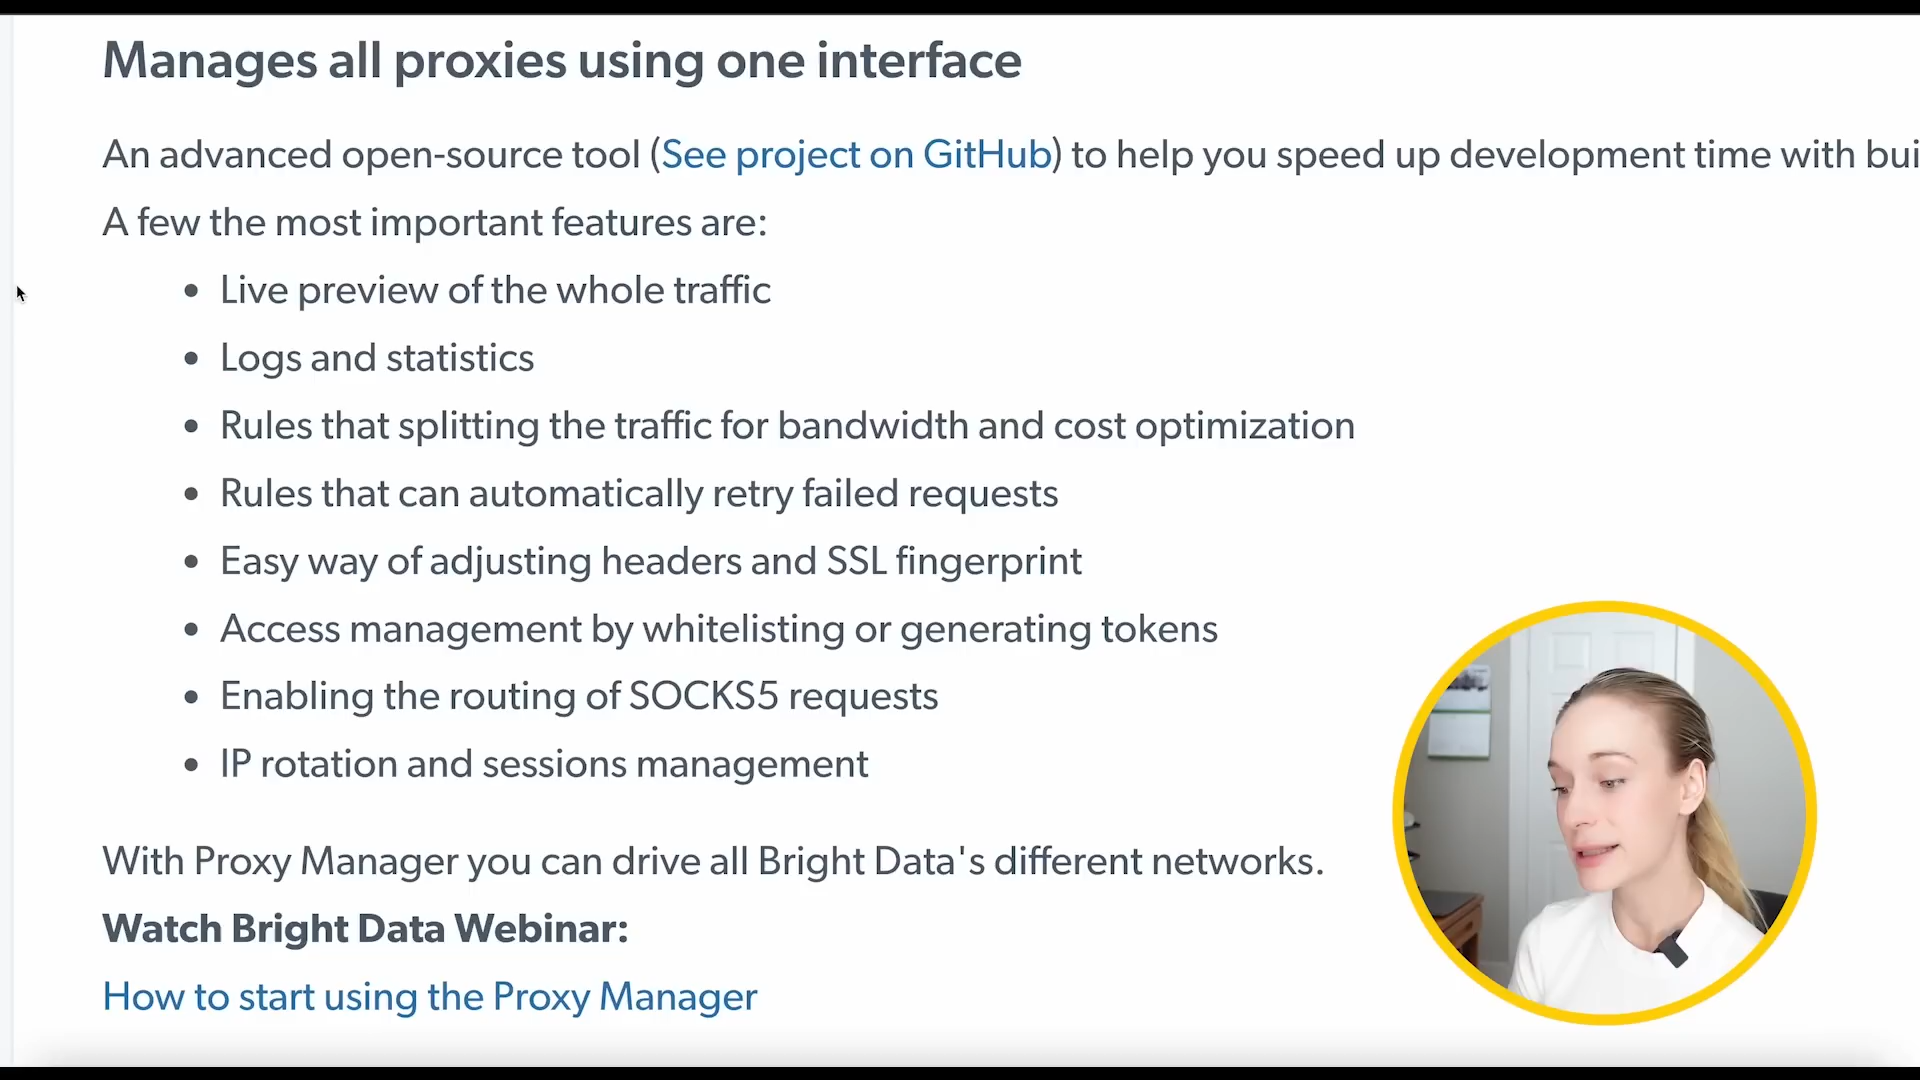 Manages all proxies using one interface
An advanced open-source tool (See project on GitHub) to help you speed up development time with bui
A few the most important features are:
• Live preview of the whole traffic
• Logs and statistics
• Rules that splitting the traffic for bandwidth and cost optimization
• Rules that can automatically retry failed requests
• Easy way of adjusting headers and SSL fingerprint
• Access management by whitelisting or generating tokens
• Enabling the routing of SOCKS5 requests
• IP rotation and sessions management
With Proxy Manager you can drive all Bright Data's different networks.
Watch Bright Data Webinar:
How to start using the Proxy Manager